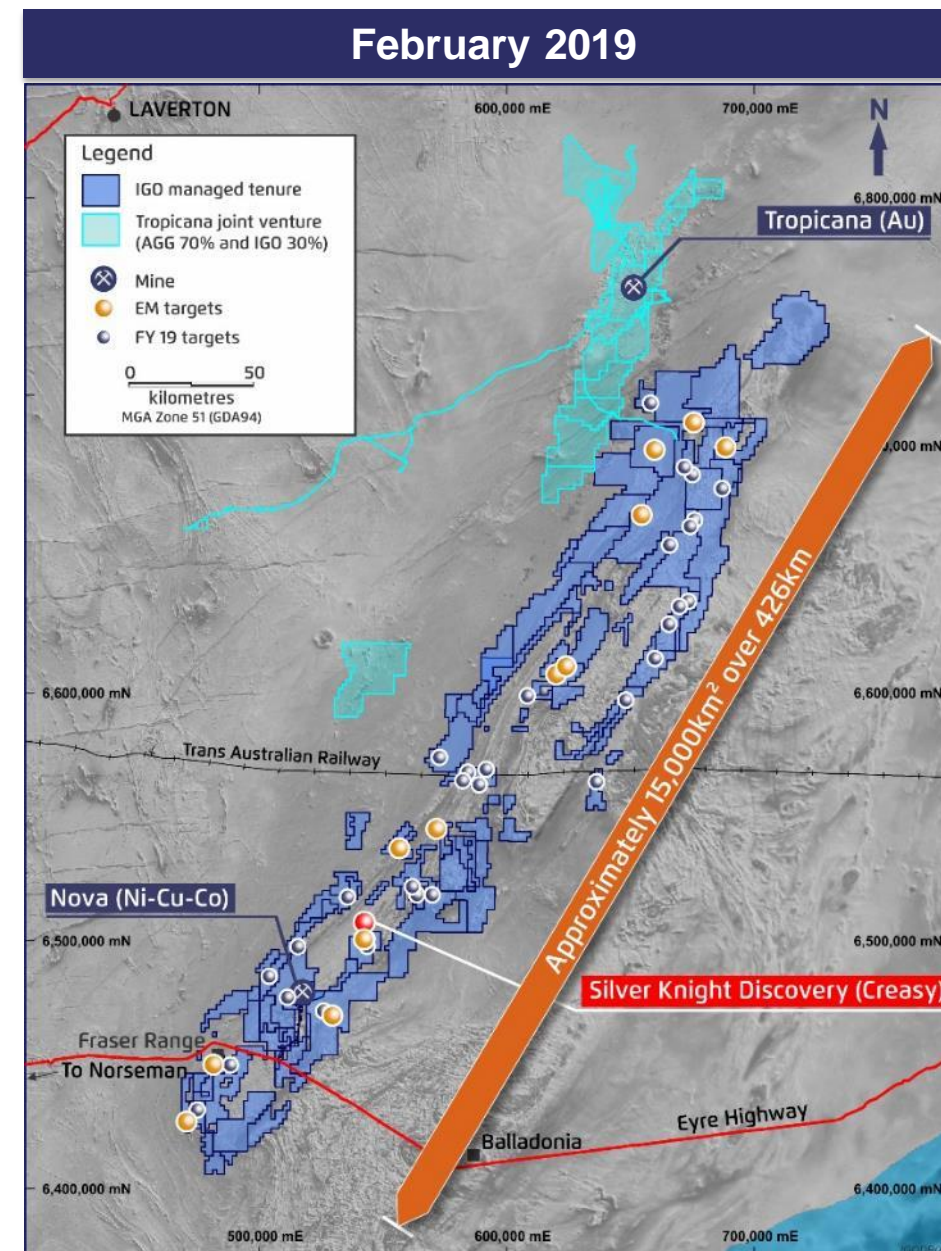 February 2019
LAVERTON
600,000 mE
700,000 mE
N
Legend
IGO managed tenure
Tropicana joint venture
(AGG 70% and IGO 30%)
Mine
EM targets
FY 19 targets
0 50
kilometres
MGA Zone 51 (GDA94)
6,800,000 mN
Tropicana (Au)
0,000 mN
Approximately 15,000km² over 426km
6,600,000 mN
6,600,000 mN
Trans Australian Railway
Nova (Ni-Cu-Co)
6,500,000 mN
6,500,000 mN
Silver Knight Discovery (Creasy)
Fraser Range
To Norseman
Eyre Highway
Balladonia
6,400,000 mN
6,400,000 mN
500,000 mE
600,000 mE
700,000 mE